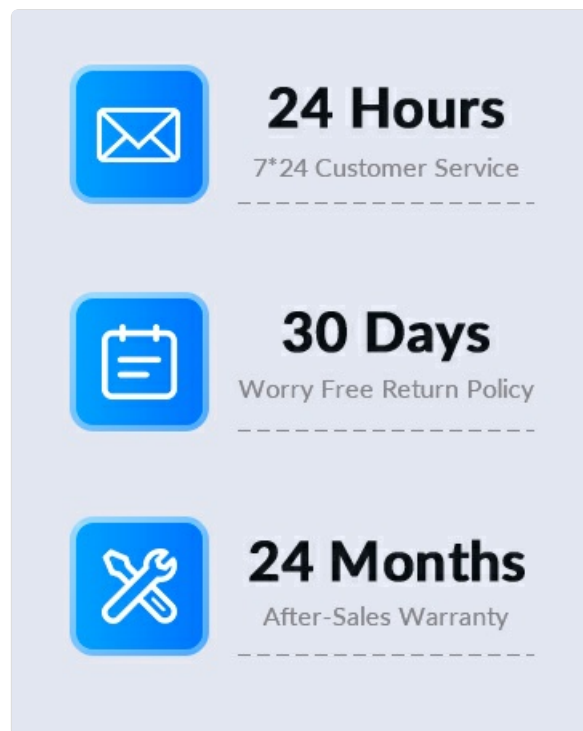 24 Hours
7*24 Customer Service
30 Days
Worry Free Return Policy
24 Months
After-Sales Warranty